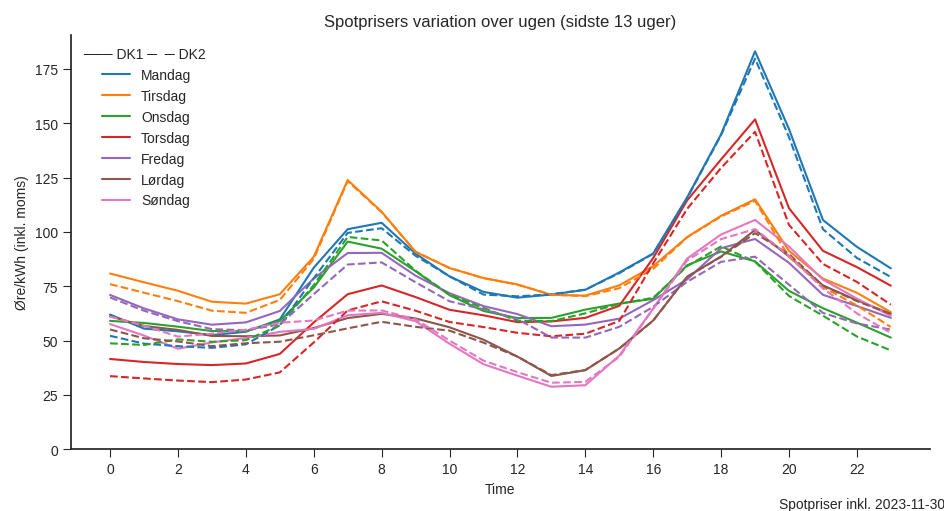 Spotprisers variation over ugen (sidste 13 uger)
DK1 DK2
Mandag
Tirsdag
Onsdag
Torsdag
Fredag
Lørdag
Søndag
Øre/kWh (inkl. moms)
175
150
125
100
75
50
25
0
0 2 4 6 8 10 12 14 16 18 20 22
Time
Spotpriser inkl. 2023-11-30